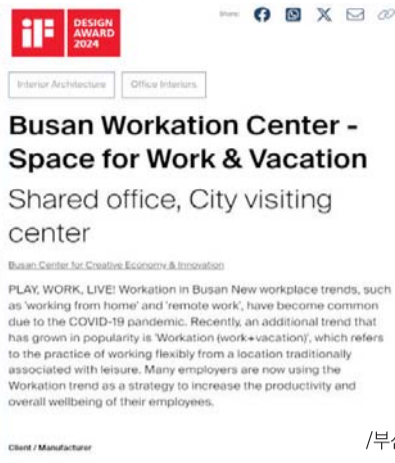 iF DESIGN AWARD 2024
Share:
Interior Architecture Office Interiors
Busan Workation Center -
Space for Work & Vacation
Shared office, City visiting
center
Busan Center for Creative Economy & Innovation
PLAY, WORK, LIVE! Workation in Busan New workplace trends, such
as 'working from home' and 'remote work', have become common
due to the COVID-19 pandemic. Recently, an additional trend that
has grown in popularity is 'Workation (work+vacation)', which refers
to the practice of working flexibly from a location traditionally
associated with leisure. Many employers are now using the
Workation trend as a strategy to increase the productivity and
overall wellbeing of their employees.
/부산
Client / Manufacturer